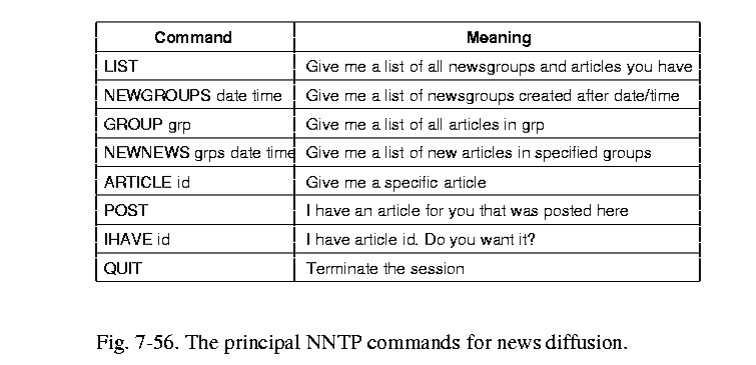 Command Meaning
LIST Give me a list of all newsgroups and articles you have
NEWGROUPS date time Give me a list of newsgroups created after date/time
GROUP grp Give me a list of all articles in grp
NEWNEWS grps date time Give me a list of new articles in specified groups
ARTICLE id Give me a specific article
POST I have an article for you that was posted here
IHAVE id I have article id. Do you want it?
QUIT Terminate the session
Fig. 7-56. The principal NNTP commands for news diffusion.